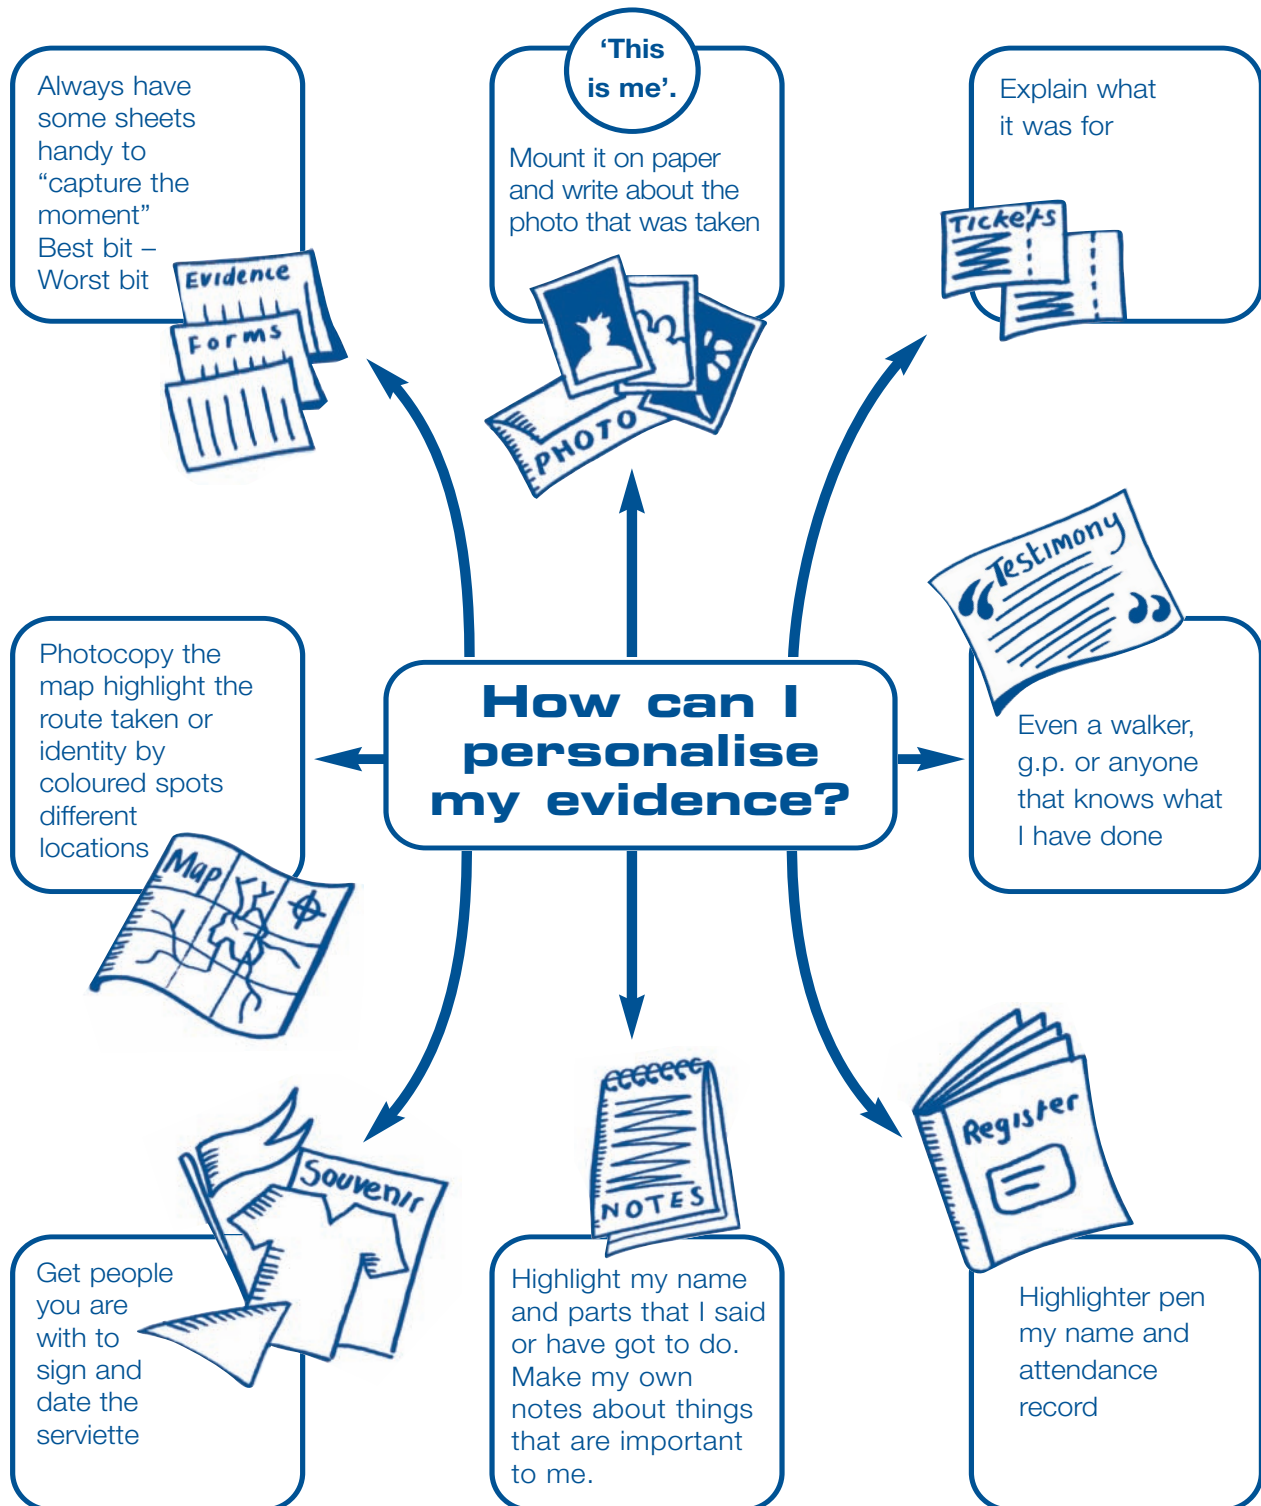 Always have
some sheets
handy to
“capture the
moment”
Best bit –
Worst bit
Evidence
Forms
‘This
is me’.
Mount it on paper
and write about the
photo that was taken
PHOTO
Explain what
it was for
Tickets
Testimony
“ ”
Even a walker,
g.p. or anyone
that knows what
I have done
Photocopy the
map highlight the
route taken or
identity by
coloured spots
different
locations
Map
How can I
personalise
my evidence?
Souvenir
Get people
you are
with to
sign and
date the
serviette
NOTES
Highlight my name
and parts that I said
or have got to do.
Make my own
notes about things
that are important
to me.
Register
Highlighter pen
my name and
attendance
record